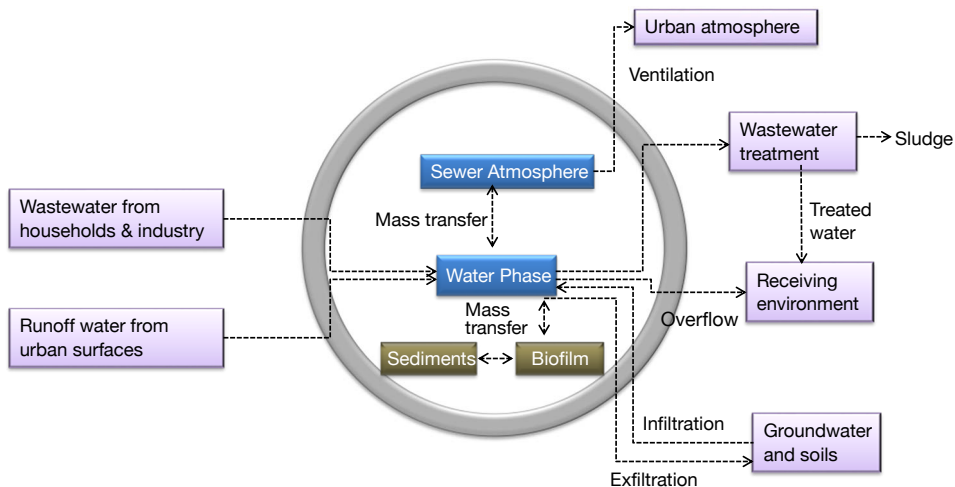 Urban atmosphere
Ventilation
Wastewater
treatment
Sludge
Sewer Atmosphere
Wastewater from
households & industry
Mass transfer
Treated
water
Water Phase
Receiving
environment
Mass
transfer
Overflow
Runoff water from
urban surfaces
Sediments
Biofilm
Infiltration
Groundwater
and soils
Exfiltration